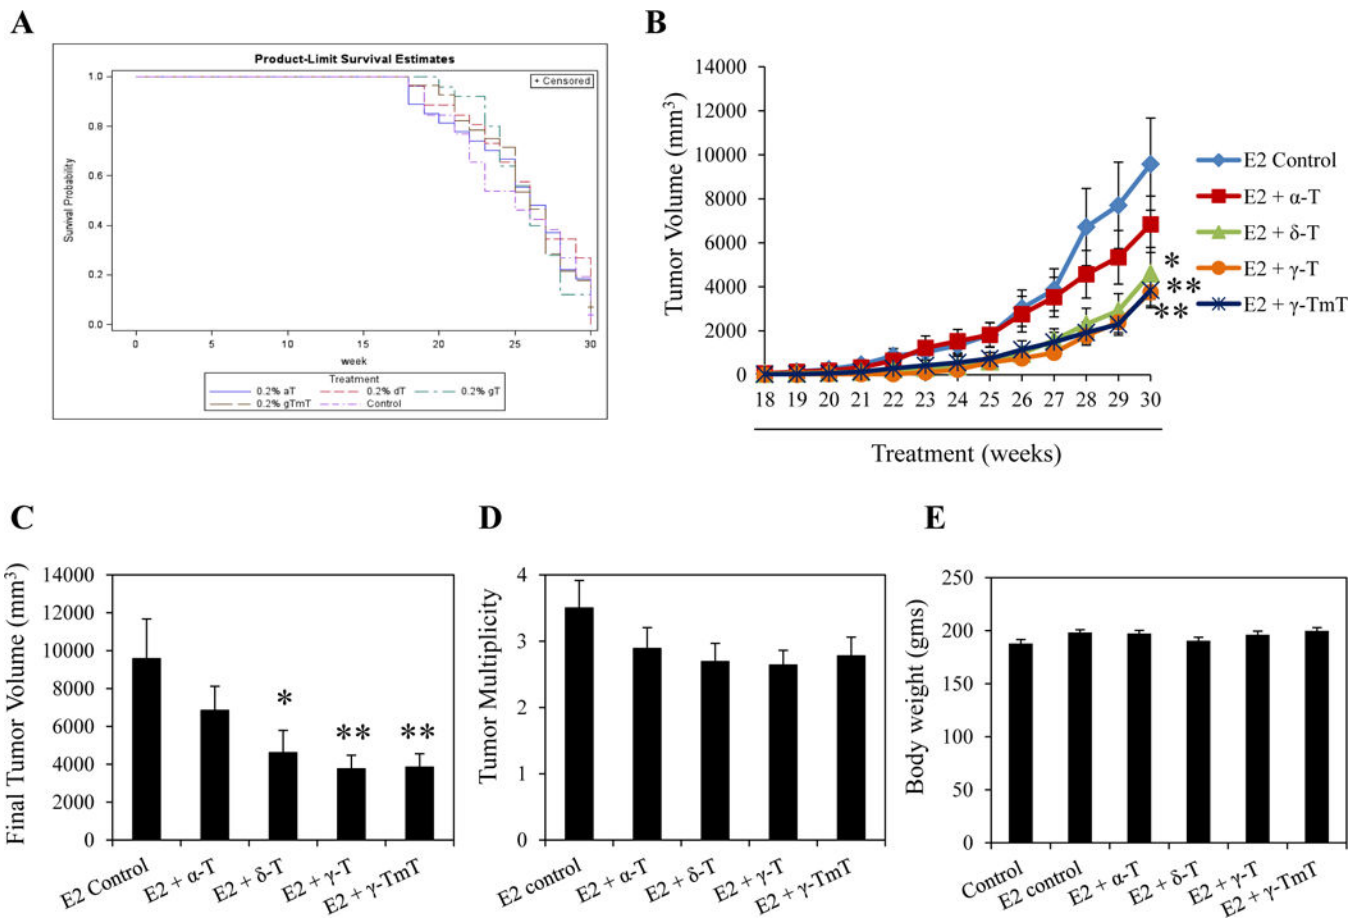 A
Product-Limit Survival Estimates
+ Censored
1.0
0.8
0.6
0.4
0.2
0.0
Survival Probability
0 5 10 15 20 25 30
week
Treatment
0.2% aT 0.2% dT 0.2% gT
0.2% gTmT Control
B
14000
12000
10000
8000
6000
4000
2000
0
Tumor Volume (mm³)
18 19 20 21 22 23 24 25 26 27 28 29 30
Treatment (weeks)
*
**
**
E2 Control
E2 + α-T
E2 + δ-T
E2 + γ-T
E2 + γ-TmT
C
14000
12000
10000
8000
6000
4000
2000
0
Final Tumor Volume (mm³)
* ** **
E2 Control
E2 + α-T
E2 + δ-T
E2 + γ-T
E2 + γ-TmT
D
4
3
2
1
0
Tumor Multiplicity
E2 control
E2 + α-T
E2 + δ-T
E2 + γ-T
E2 + γ-TmT
E
250
200
150
100
50
0
Body weight (gms)
Control
E2 control
E2 + α-T
E2 + δ-T
E2 + γ-T
E2 + γ-TmT